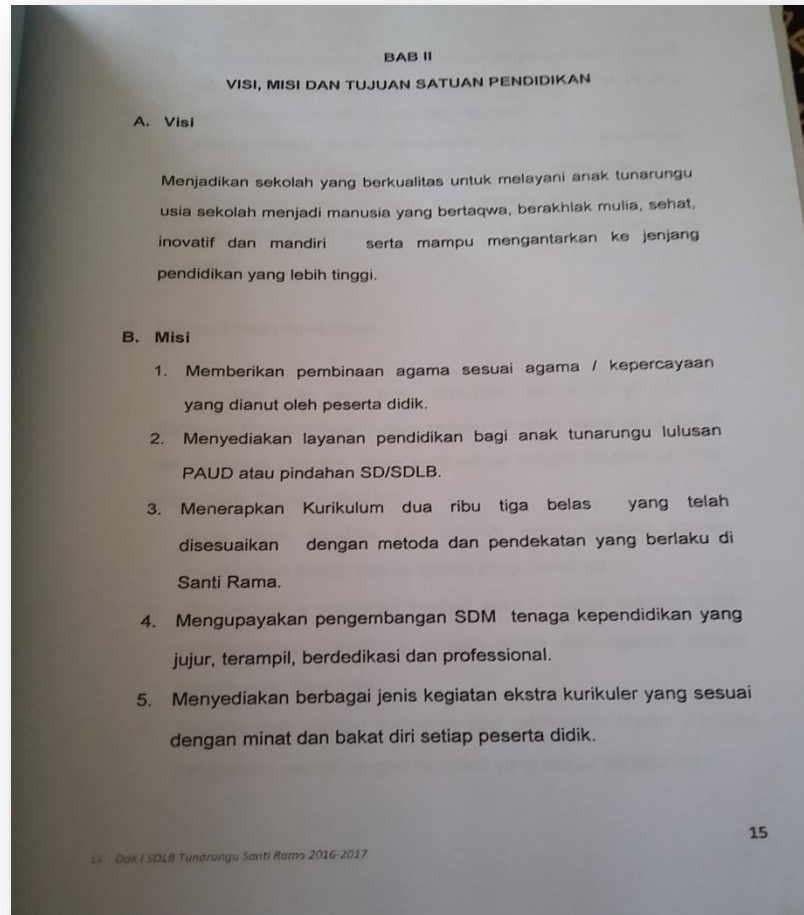 BAB II
VISI, MISI DAN TUJUAN SATUAN PENDIDIKAN
A. Visi
Menjadikan sekolah yang berkualitas untuk melayani anak tunarungu
usia sekolah menjadi manusia yang bertaqwa, berakhlak mulia, sehat,
inovatif dan mandiri serta mampu mengantarkan ke jenjang
pendidikan yang lebih tinggi.
B. Misi
1. Memberikan pembinaan agama sesuai agama / kepercayaan
yang dianut oleh peserta didik.
2. Menyediakan layanan pendidikan bagi anak tunarungu lulusan
PAUD atau pindahan SD/SDLB.
3. Menerapkan Kurikulum dua ribu tiga belas yang telah
disesuaikan dengan metoda dan pendekatan yang berlaku di
Santi Rama.
4. Mengupayakan pengembangan SDM tenaga kependidikan yang
jujur, terampil, berdedikasi dan professional.
5. Menyediakan berbagai jenis kegiatan ekstra kurikuler yang sesuai
dengan minat dan bakat diri setiap peserta didik.
15
Dok I SDLB Tunarungu Santi Rama 2016-2017